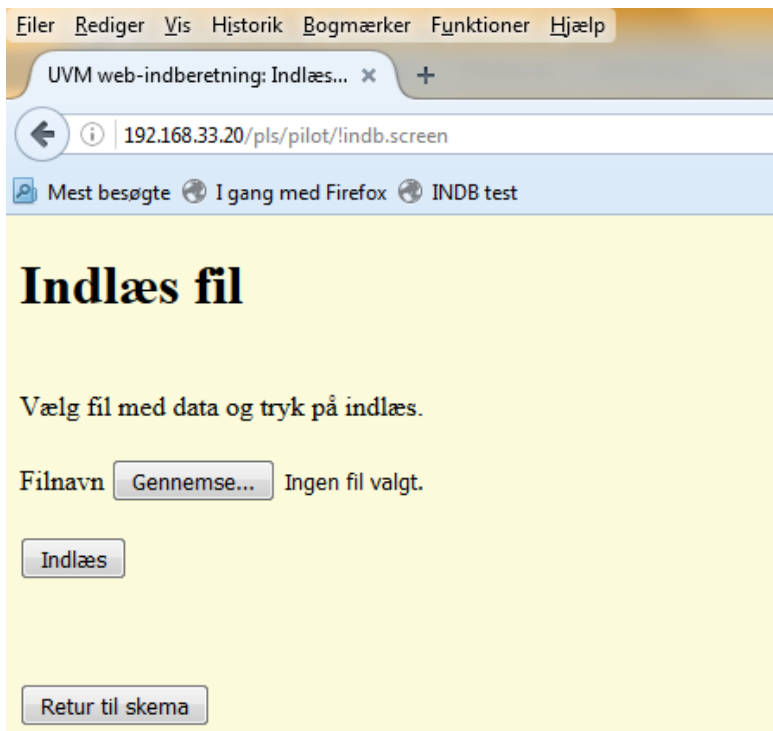 Filer Rediger Vis Historik Bogmærker Funktioner Hjælp
UVM web-indberetning: Indlæs... × +
192.168.33.20/pls/pilot/!indb.screen
Mest besøgte I gang med Firefox INDB test
Indlæs fil
Vælg fil med data og tryk på indlæs.
Filnavn Gennemse... Ingen fil valgt.
Indlæs
Retur til skema